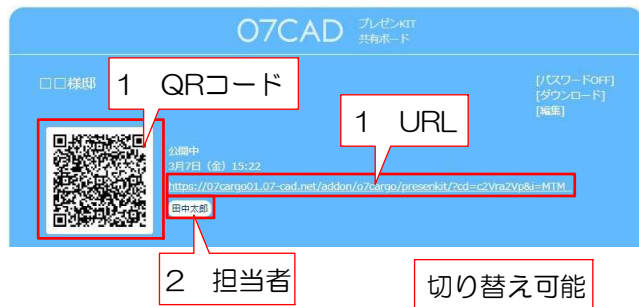 O7CAD プレゼンKIT
共有ボード
□□様邸
[パスワードOFF]
[ダウンロード]
[編集]
1 QRコード
1 URL
公開中
3月7日（金）15:22
https://07cargo01.07-cad.net/addon/o7cargo/presenkit/?cd=c2Vra2Vp&i=MTM
田中太郎
2 担当者
切り替え可能